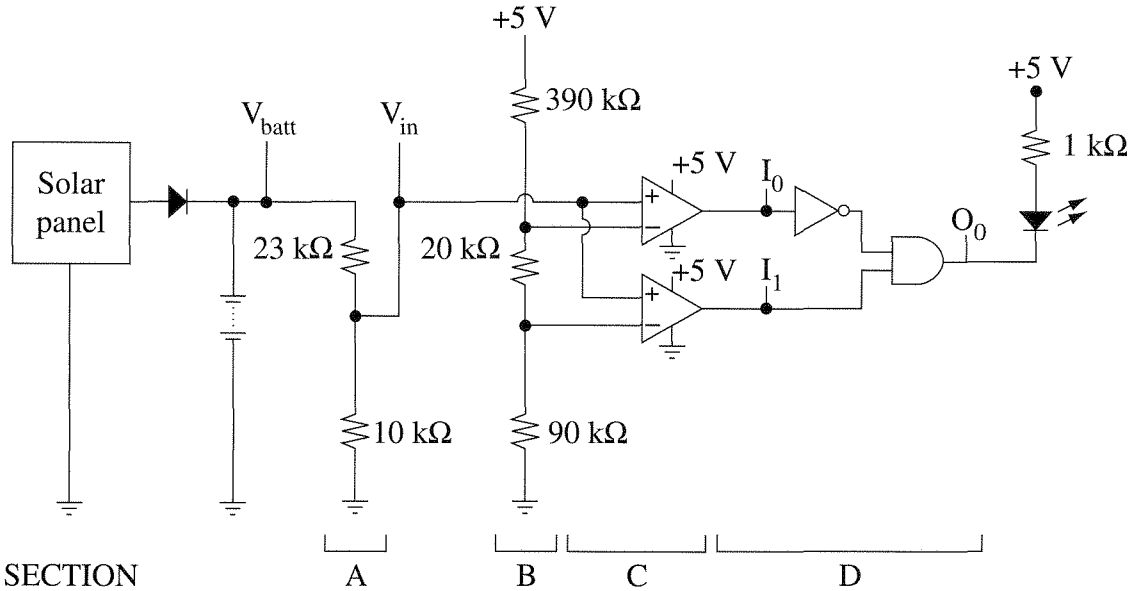 +5 V
390 kΩ
+5 V
1 kΩ
V_batt
V_in
Solar
panel
+5 V
I_0
+
−
O_0
23 kΩ
20 kΩ
+5 V
I_1
+
−
10 kΩ
90 kΩ
SECTION
A
B
C
D